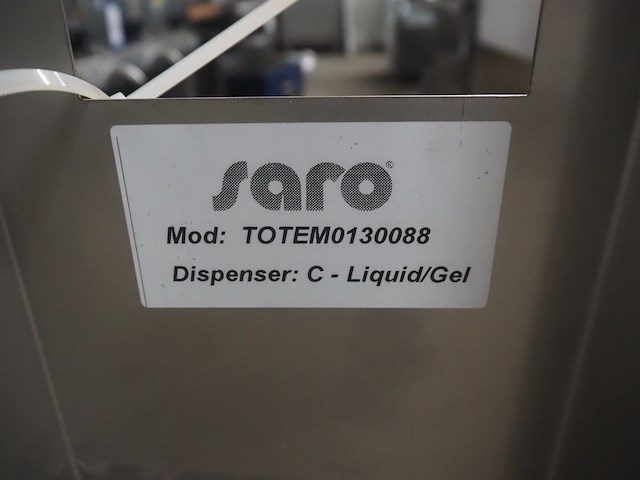 saro®
Mod: TOTEM0130088
Dispenser: C - Liquid/Gel